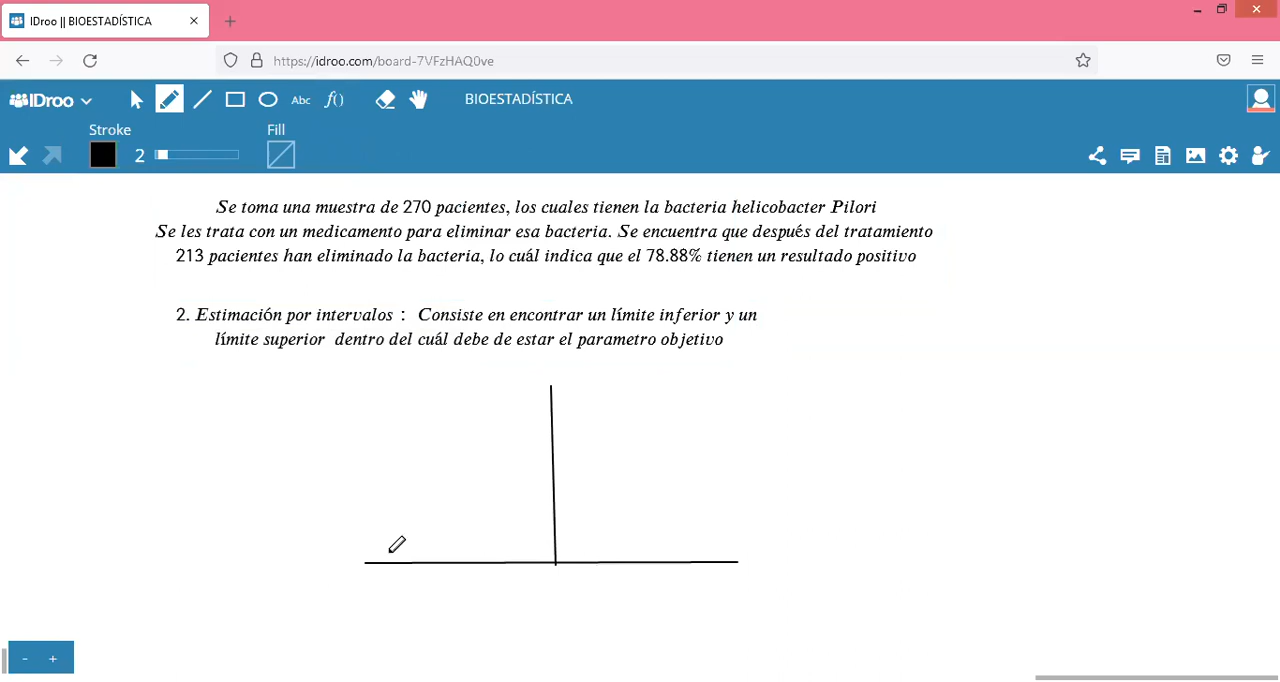 IDroo || BIOESTADÍSTICA
https://idroo.com/board-7VFzHAQ0ve
IDroo
Abc
f()
BIOESTADÍSTICA
Stroke
Fill
2
Se toma una muestra de 270 pacientes, los cuales tienen la bacteria helicobacter Pilori
Se les trata con un medicamento para eliminar esa bacteria. Se encuentra que después del tratamiento
213 pacientes han eliminado la bacteria, lo cuál indica que el 78.88% tienen un resultado positivo
2. Estimación por intervalos : Consiste en encontrar un límite inferior y un
límite superior dentro del cuál debe de estar el parametro objetivo
- +